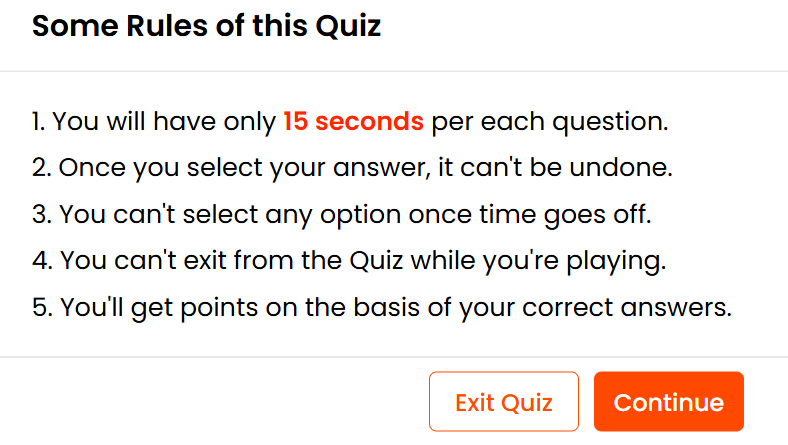 Some Rules of this Quiz
1. You will have only 15 seconds per each question.
2. Once you select your answer, it can't be undone.
3. You can't select any option once time goes off.
4. You can't exit from the Quiz while you're playing.
5. You'll get points on the basis of your correct answers.
Exit Quiz
Continue